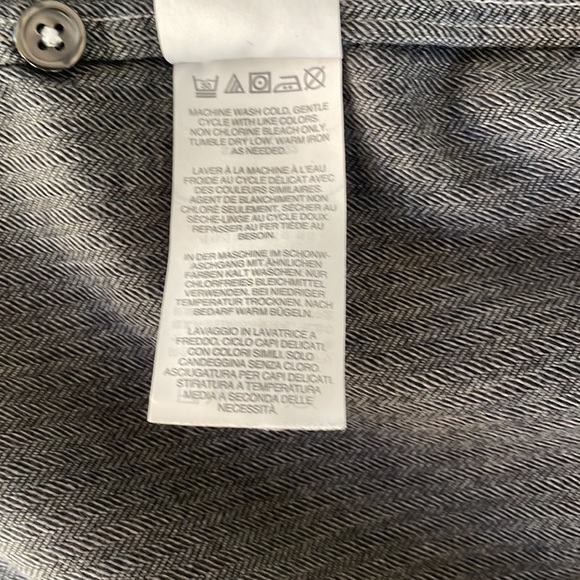 30
MACHINE WASH COLD, GENTLE
CYCLE WITH LIKE COLORS.
NON CHLORINE BLEACH ONLY.
TUMBLE DRY LOW. WARM IRON
AS NEEDED.
LAVER À LA MACHINE À L'EAU
FROIDE AU CYCLE DÉLICAT AVEC
DES COULEURS SIMILAIRES.
AGENT DE BLANCHIMENT NON
CHLORÉ SEULEMENT. SÉCHER AU
SÈCHE-LINGE AU CYCLE DOUX.
REPASSER AU FER TIÈDE AU
BESOIN.
IN DER MASCHINE IM SCHONW-
ASCHGANG MIT ÄHNLICHEN
FARBEN KALT WASCHEN. NUR
CHLORFREIES BLEICHMITTEL
VERWENDEN. BEI NIEDRIGER
TEMPERATUR TROCKNEN. NACH
BEDARF WARM BÜGELN.
LAVAGGIO IN LAVATRICE A
FREDDO, CICLO CAPI DELICATI,
CON COLORI SIMILI. SOLO
CANDEGGINA SENZA CLORO.
ASCIUGATURA PER CAPI DELICATI.
STIRATURA A TEMPERATURA
MEDIA A SECONDA DELLE
NECESSITÀ.